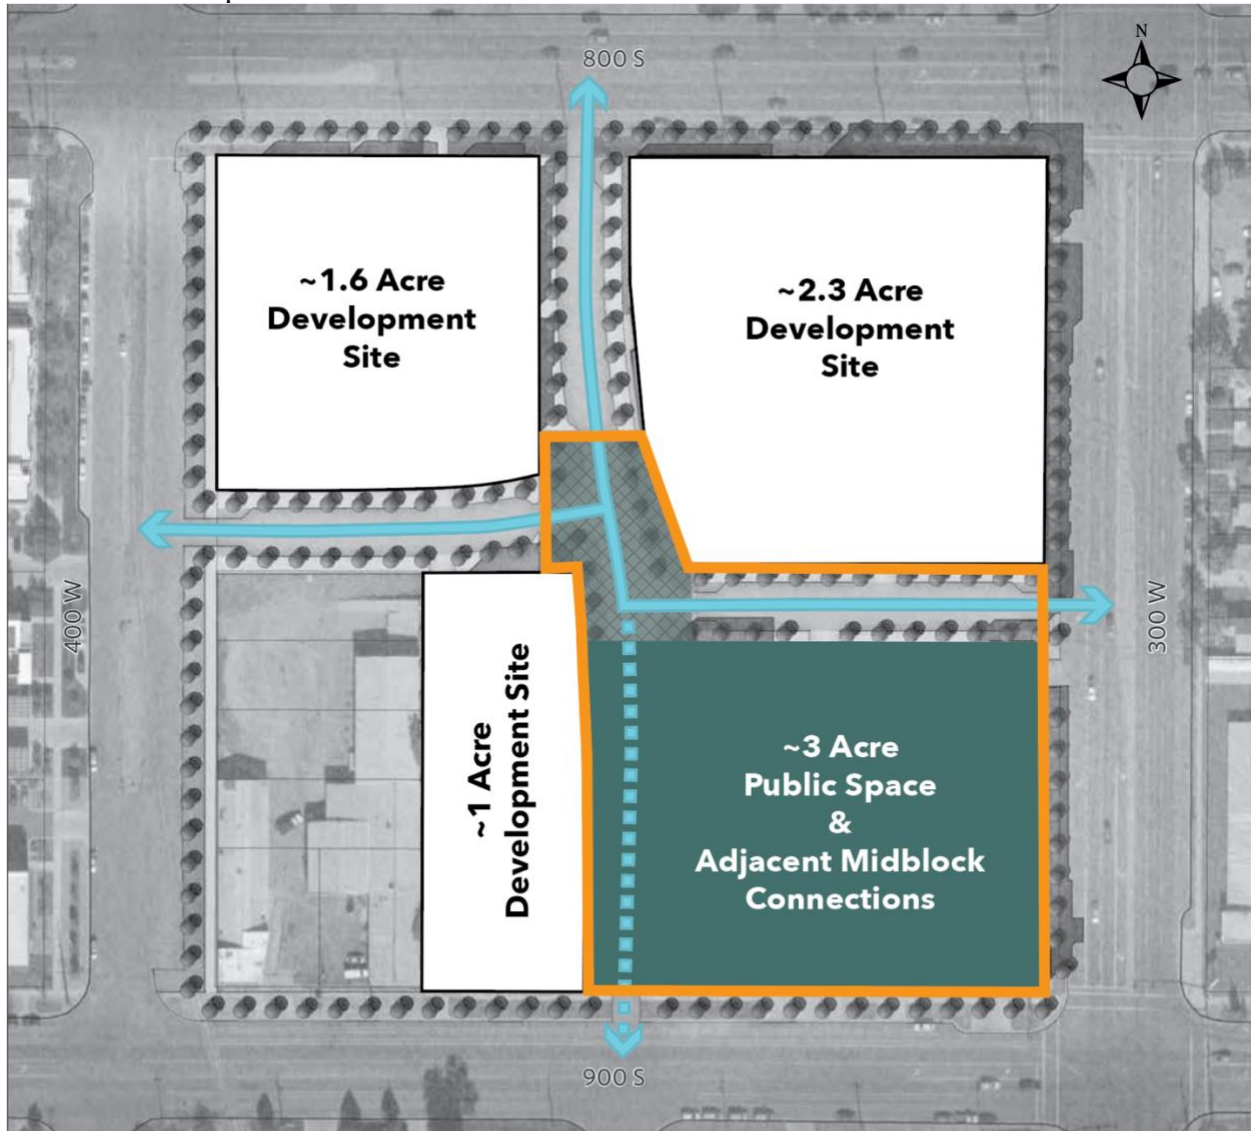 800 S
N
~1.6 Acre
Development
Site
~2.3 Acre
Development
Site
400 W
300 W
~1 Acre
Development Site
~3 Acre
Public Space
&
Adjacent Midblock
Connections
900 S